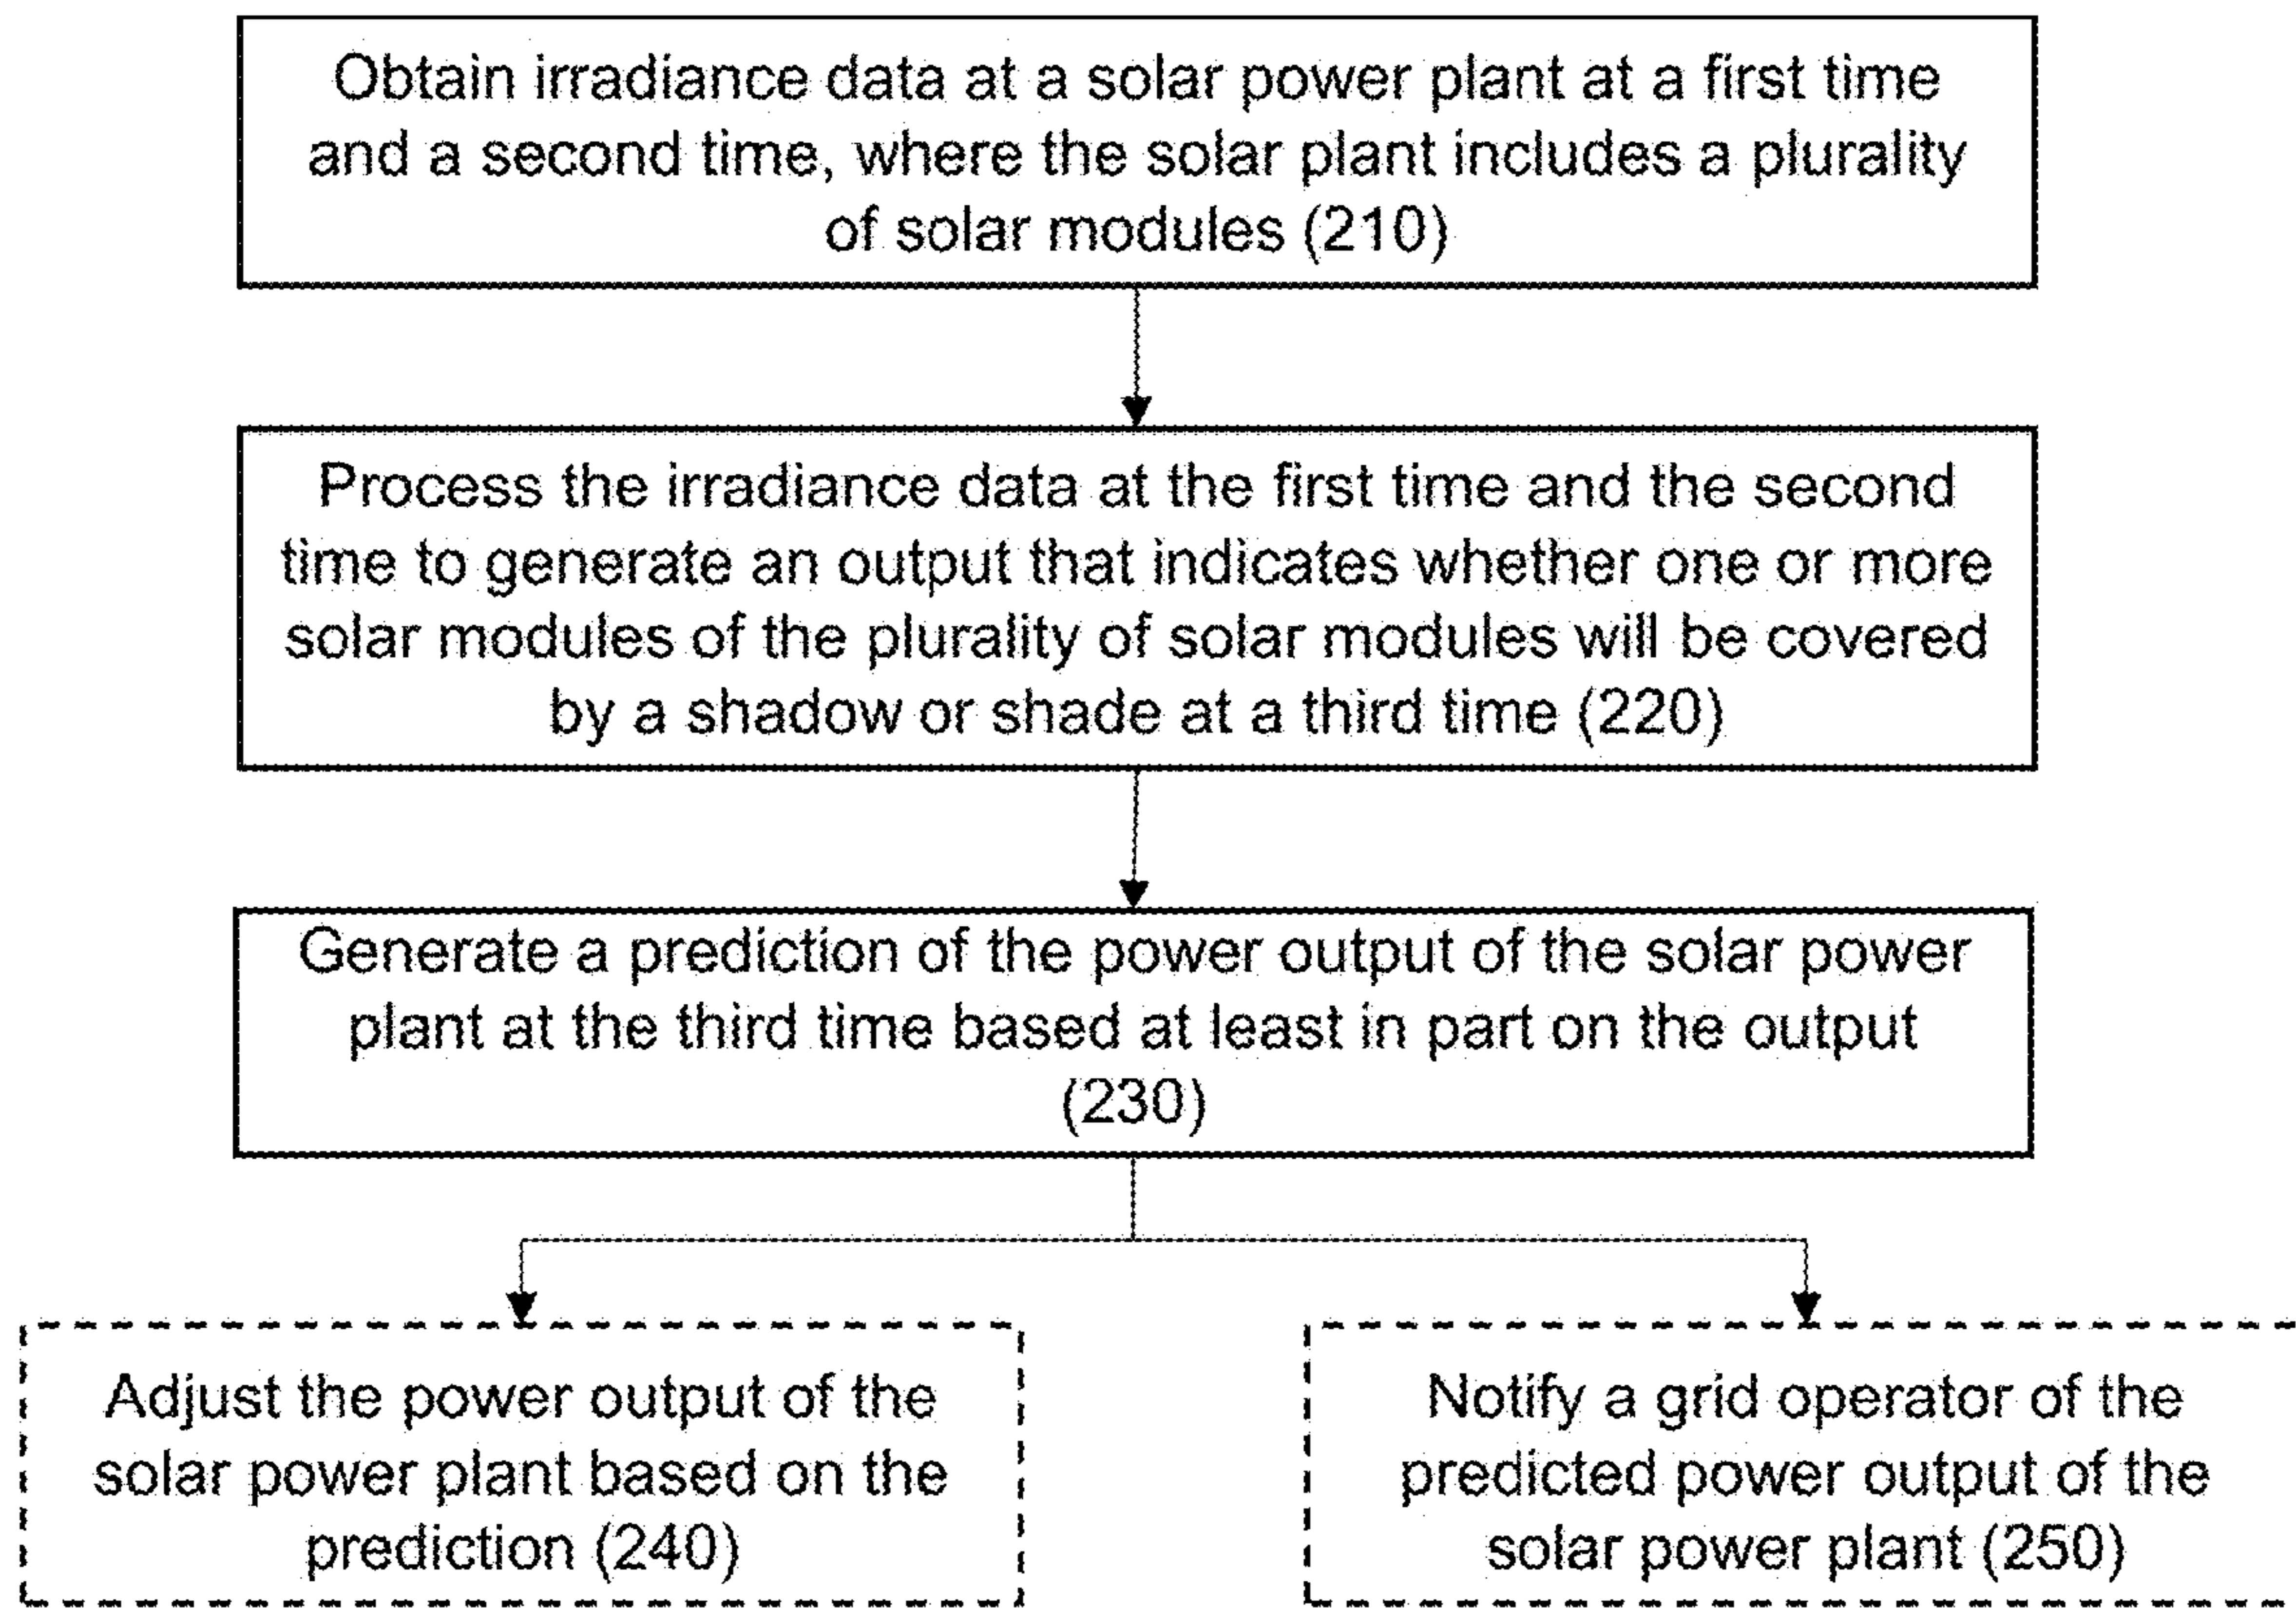 Obtain irradiance data at a solar power plant at a first time
and a second time, where the solar plant includes a plurality
of solar modules (210)
Process the irradiance data at the first time and the second
time to generate an output that indicates whether one or more
solar modules of the plurality of solar modules will be covered
by a shadow or shade at a third time (220)
Generate a prediction of the power output of the solar power
plant at the third time based at least in part on the output
(230)
Adjust the power output of the
solar power plant based on the
prediction (240)
Notify a grid operator of the
predicted power output of the
solar power plant (250)